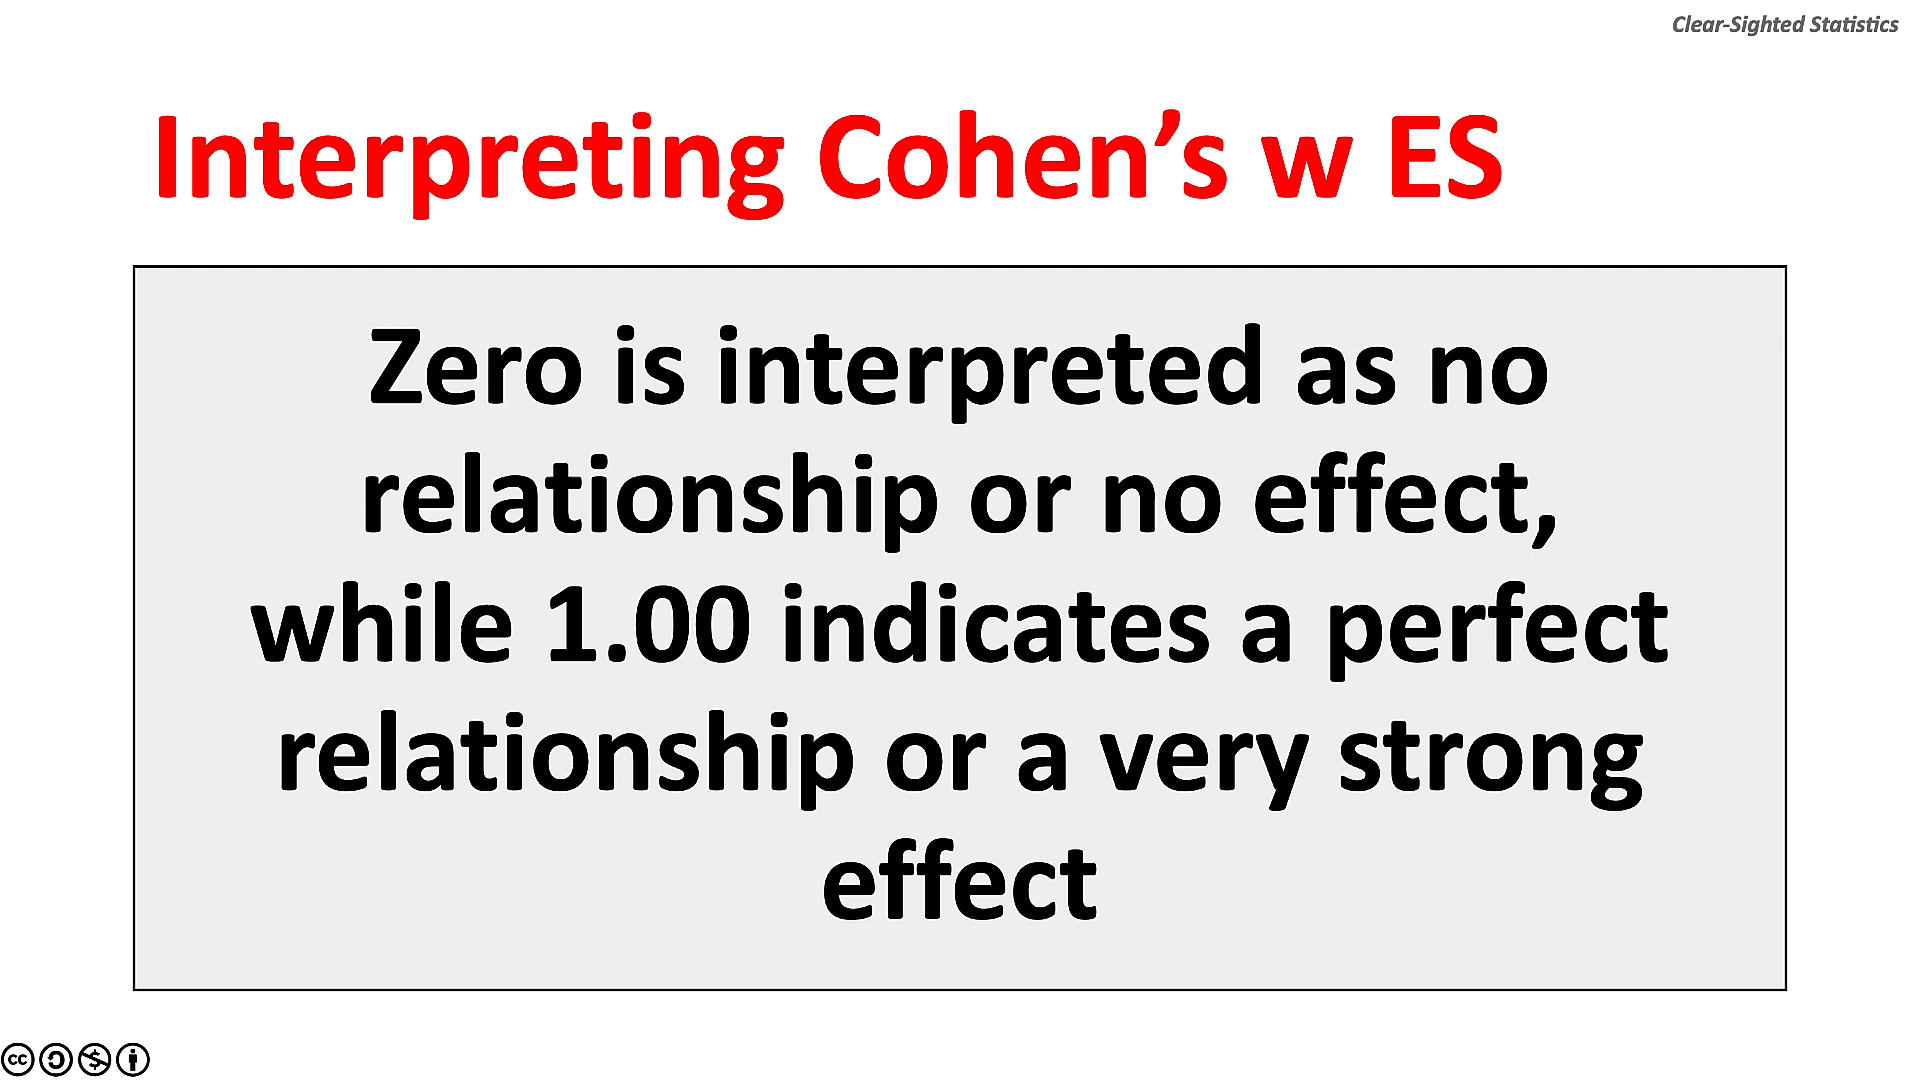 Clear-Sighted Statistics
Interpreting Cohen’s w ES
Zero is interpreted as no
relationship or no effect,
while 1.00 indicates a perfect
relationship or a very strong
effect
cc